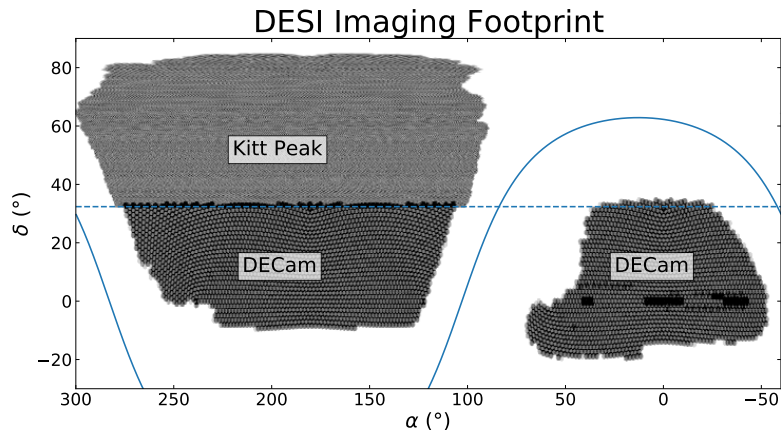 DESI Imaging Footprint
80
60
40
20
0
−20
δ (°)
Kitt Peak
DECam
DECam
300
250
200
150
100
50
0
−50
α (°)